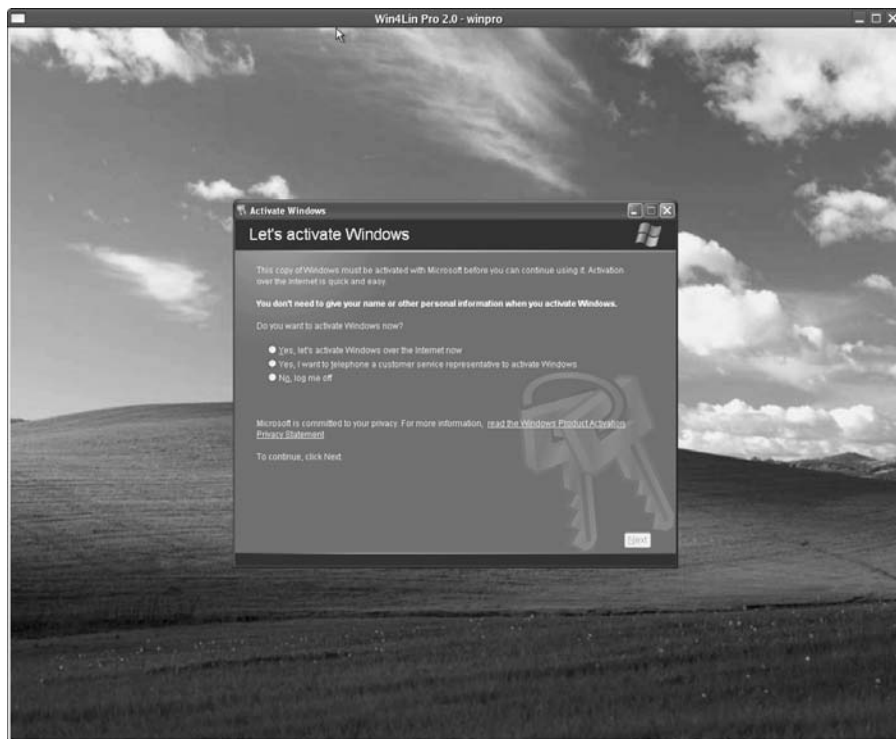 Win4Lin Pro 2.0 - winpro
Activate Windows
Let's activate Windows
This copy of Windows must be activated with Microsoft before you can continue using it. Activation
over the Internet is quick and easy.
You don't need to give your name or other personal information when you activate Windows.
Do you want to activate Windows now?
Yes, let's activate Windows over the Internet now
Yes, I want to telephone a customer service representative to activate Windows
No, log me off
Microsoft is committed to your privacy. For more information, read the Windows Product Activation
Privacy Statement
To continue, click Next
Next